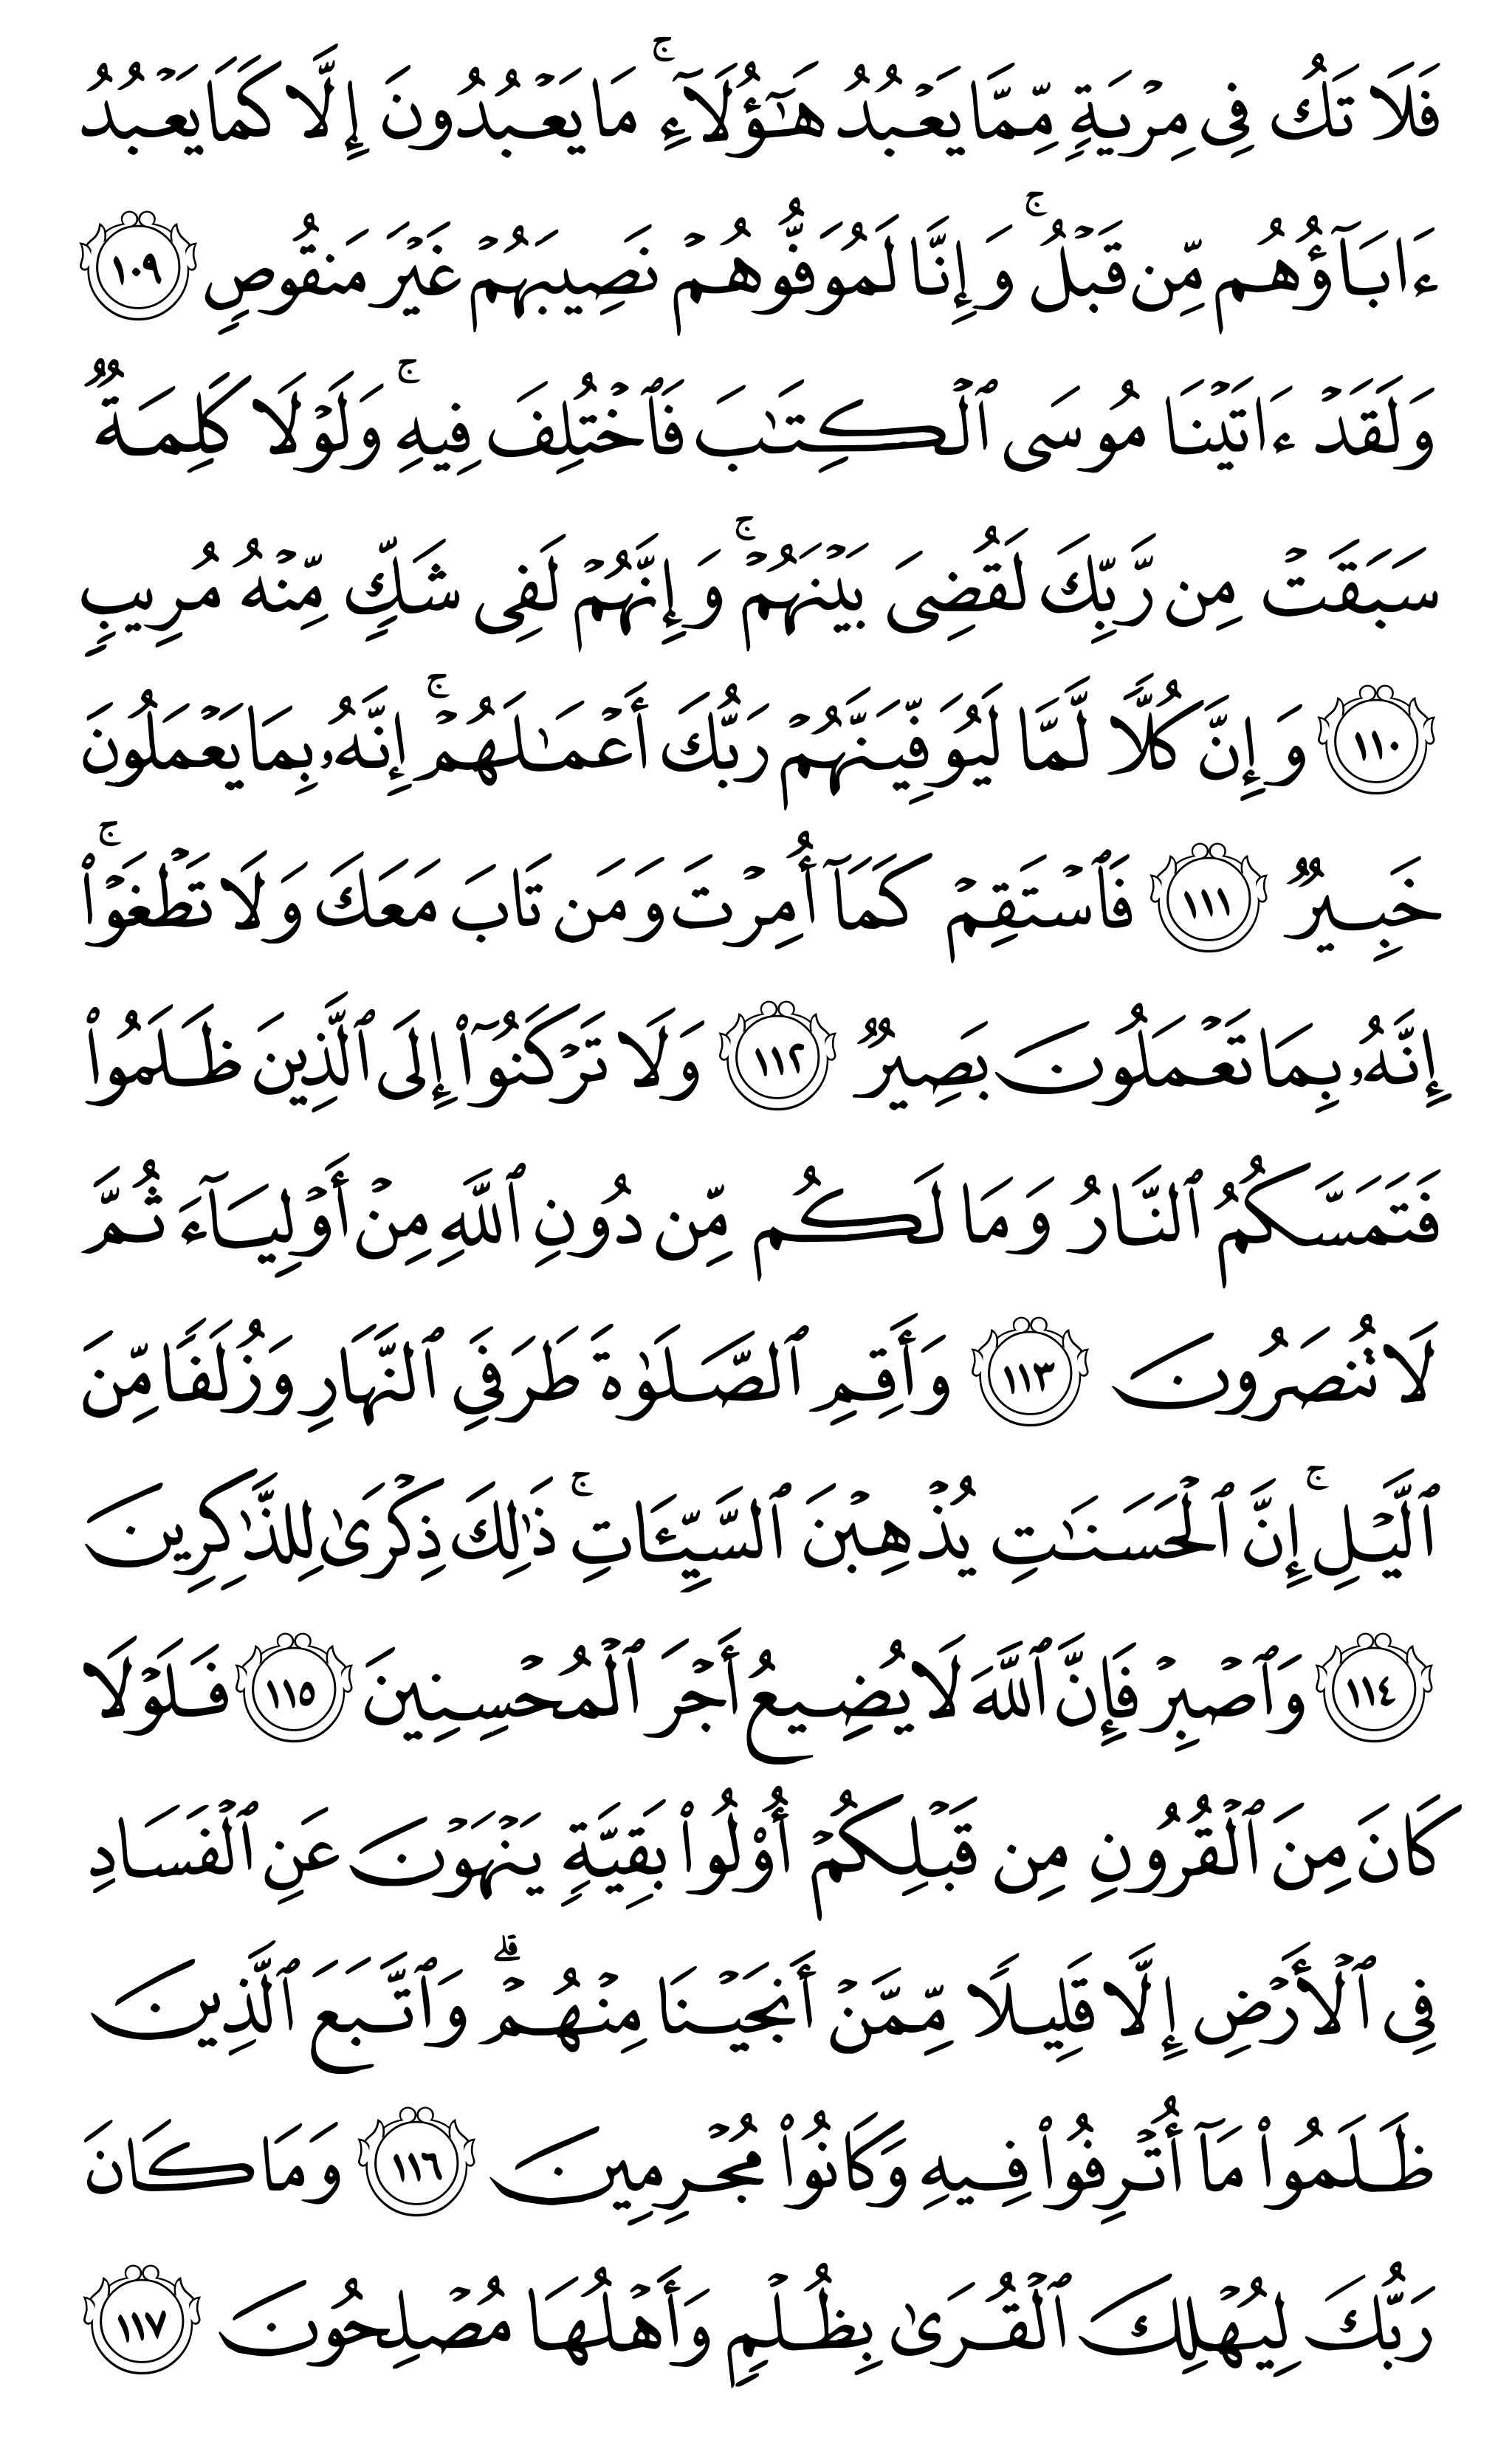 فَلَا تَكُ فِى مِرْيَةٍ مِّمَّا يَعْبُدُ هَـٰٓؤُلَآءِ ۚ مَا يَعْبُدُونَ إِلَّا كَمَا يَعْبُدُ
ءَابَآؤُهُم مِّن قَبْلُ ۚ وَإِنَّا لَمُوَفُّوهُمْ نَصِيبَهُمْ غَيْرَ مَنقُوصٍ ١٠٩
وَلَقَدْ ءَاتَيْنَا مُوسَى ٱلْكِتَـٰبَ فَٱخْتُلِفَ فِيهِ ۚ وَلَوْلَا كَلِمَةٌ
سَبَقَتْ مِن رَّبِّكَ لَقُضِىَ بَيْنَهُمْ ۚ وَإِنَّهُمْ لَفِى شَكٍّ مِّنْهُ مُرِيبٍ
١١٠ وَإِنَّ كُلًّا لَّمَّا لَيُوَفِّيَنَّهُمْ رَبُّكَ أَعْمَـٰلَهُمْ ۚ إِنَّهُۥ بِمَا يَعْمَلُونَ
خَبِيرٌ ١١١ فَٱسْتَقِمْ كَمَآ أُمِرْتَ وَمَن تَابَ مَعَكَ وَلَا تَطْغَوْا۟ ۚ
إِنَّهُۥ بِمَا تَعْمَلُونَ بَصِيرٌ ١١٢ وَلَا تَرْكَنُوٓا۟ إِلَى ٱلَّذِينَ ظَلَمُوا۟
فَتَمَسَّكُمُ ٱلنَّارُ وَمَا لَكُم مِّن دُونِ ٱللَّهِ مِنْ أَوْلِيَآءَ ثُمَّ
لَا تُنصَرُونَ ١١٣ وَأَقِمِ ٱلصَّلَوٰةَ طَرَفَىِ ٱلنَّهَارِ وَزُلَفًا مِّنَ
ٱلَّيْلِ ۚ إِنَّ ٱلْحَسَنَـٰتِ يُذْهِبْنَ ٱلسَّيِّـَٔاتِ ۚ ذَٰلِكَ ذِكْرَىٰ لِلذَّٰكِرِينَ
١١٤ وَٱصْبِرْ فَإِنَّ ٱللَّهَ لَا يُضِيعُ أَجْرَ ٱلْمُحْسِنِينَ ١١٥ فَلَوْلَا
كَانَ مِنَ ٱلْقُرُونِ مِن قَبْلِكُمْ أُو۟لُوا۟ بَقِيَّةٍ يَنْهَوْنَ عَنِ ٱلْفَسَادِ
فِى ٱلْأَرْضِ إِلَّا قَلِيلًا مِّمَّنْ أَنجَيْنَا مِنْهُمْ ۗ وَٱتَّبَعَ ٱلَّذِينَ
ظَلَمُوا۟ مَآ أُتْرِفُوا۟ فِيهِ وَكَانُوا۟ مُجْرِمِينَ ١١٦ وَمَا كَانَ
رَبُّكَ لِيُهْلِكَ ٱلْقُرَىٰ بِظُلْمٍ وَأَهْلُهَا مُصْلِحُونَ ١١٧